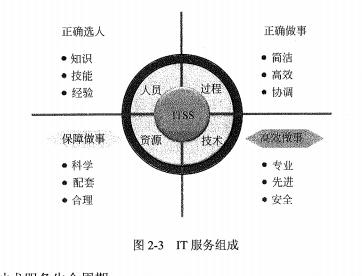 正确选人
正确做事
• 知识
• 技能
• 经验
• 简洁
• 高效
• 协调
人员
过程
ITSS
资源
技术
保障做事
高效做事
• 科学
• 配套
• 合理
• 专业
• 先进
• 安全
图 2-3 IT 服务组成